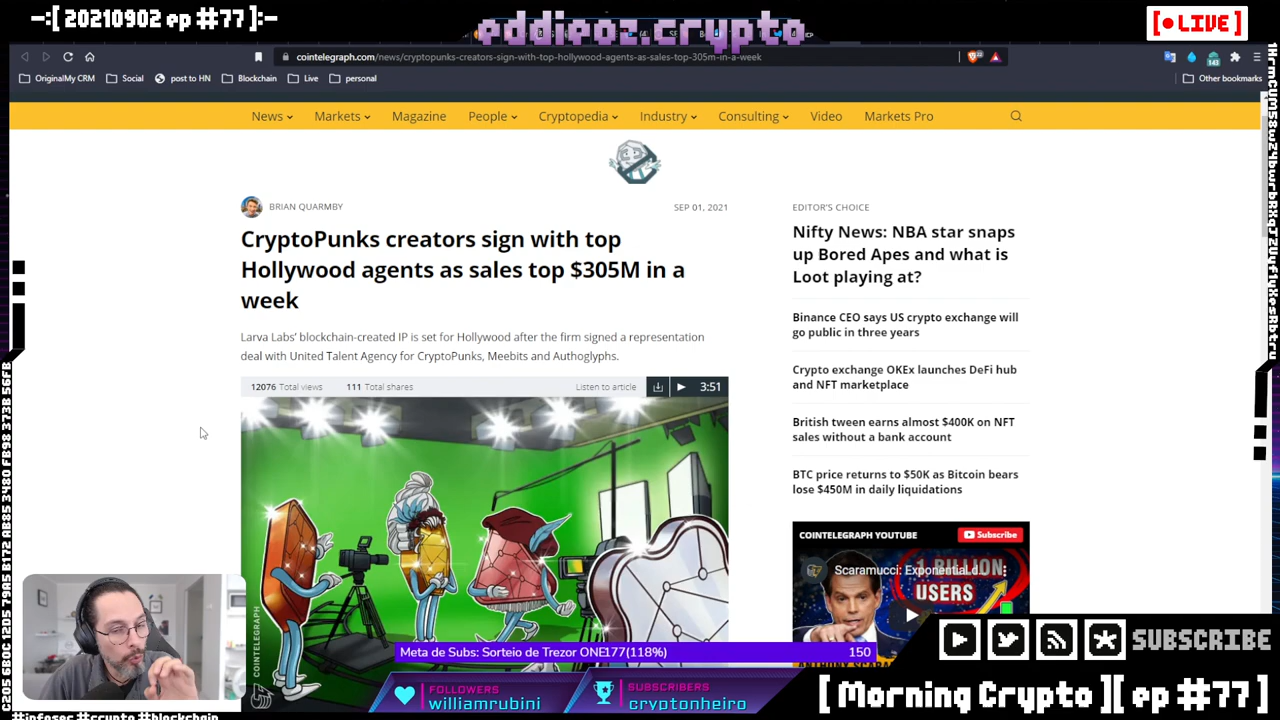 -:[ 20210902 ep #77 ]:-
eddieoz.crypto
[ LIVE ]
cointelegraph.com/news/cryptopunks-creators-sign-with-top-hollywood-agents-as-sales-top-305m-in-a-week
OriginalMy CRM
Social
post to HN
Blockchain
Live
personal
Other bookmarks
News
Markets
Magazine
People
Cryptopedia
Industry
Consulting
Video
Markets Pro
BRIAN QUARMBY
SEP 01, 2021
CryptoPunks creators sign with top
Hollywood agents as sales top $305M in a
week
Larva Labs' blockchain-created IP is set for Hollywood after the firm signed a representation
deal with United Talent Agency for CryptoPunks, Meebits and Authoglyphs.
12076 Total views
111 Total shares
Listen to article
3:51
COINTELEGRAPH
EDITOR'S CHOICE
Nifty News: NBA star snaps
up Bored Apes and what is
Loot playing at?
Binance CEO says US crypto exchange will
go public in three years
Crypto exchange OKEx launches DeFi hub
and NFT marketplace
British tween earns almost $400K on NFT
sales without a bank account
BTC price returns to $50K as Bitcoin bears
lose $450M in daily liquidations
COINTELEGRAPH YOUTUBE
Subscribe
Scaramucci: Exponential d...
1 BILLION
USERS
Meta de Subs: Sorteio de Trezor ONE177(118%)
150
FOLLOWERS
williamrubini
SUBSCRIBERS
cryptonheiro
SUBSCRIBE
[ Morning Crypto ][ ep #77 ]
#infosec #crypto #blockchain